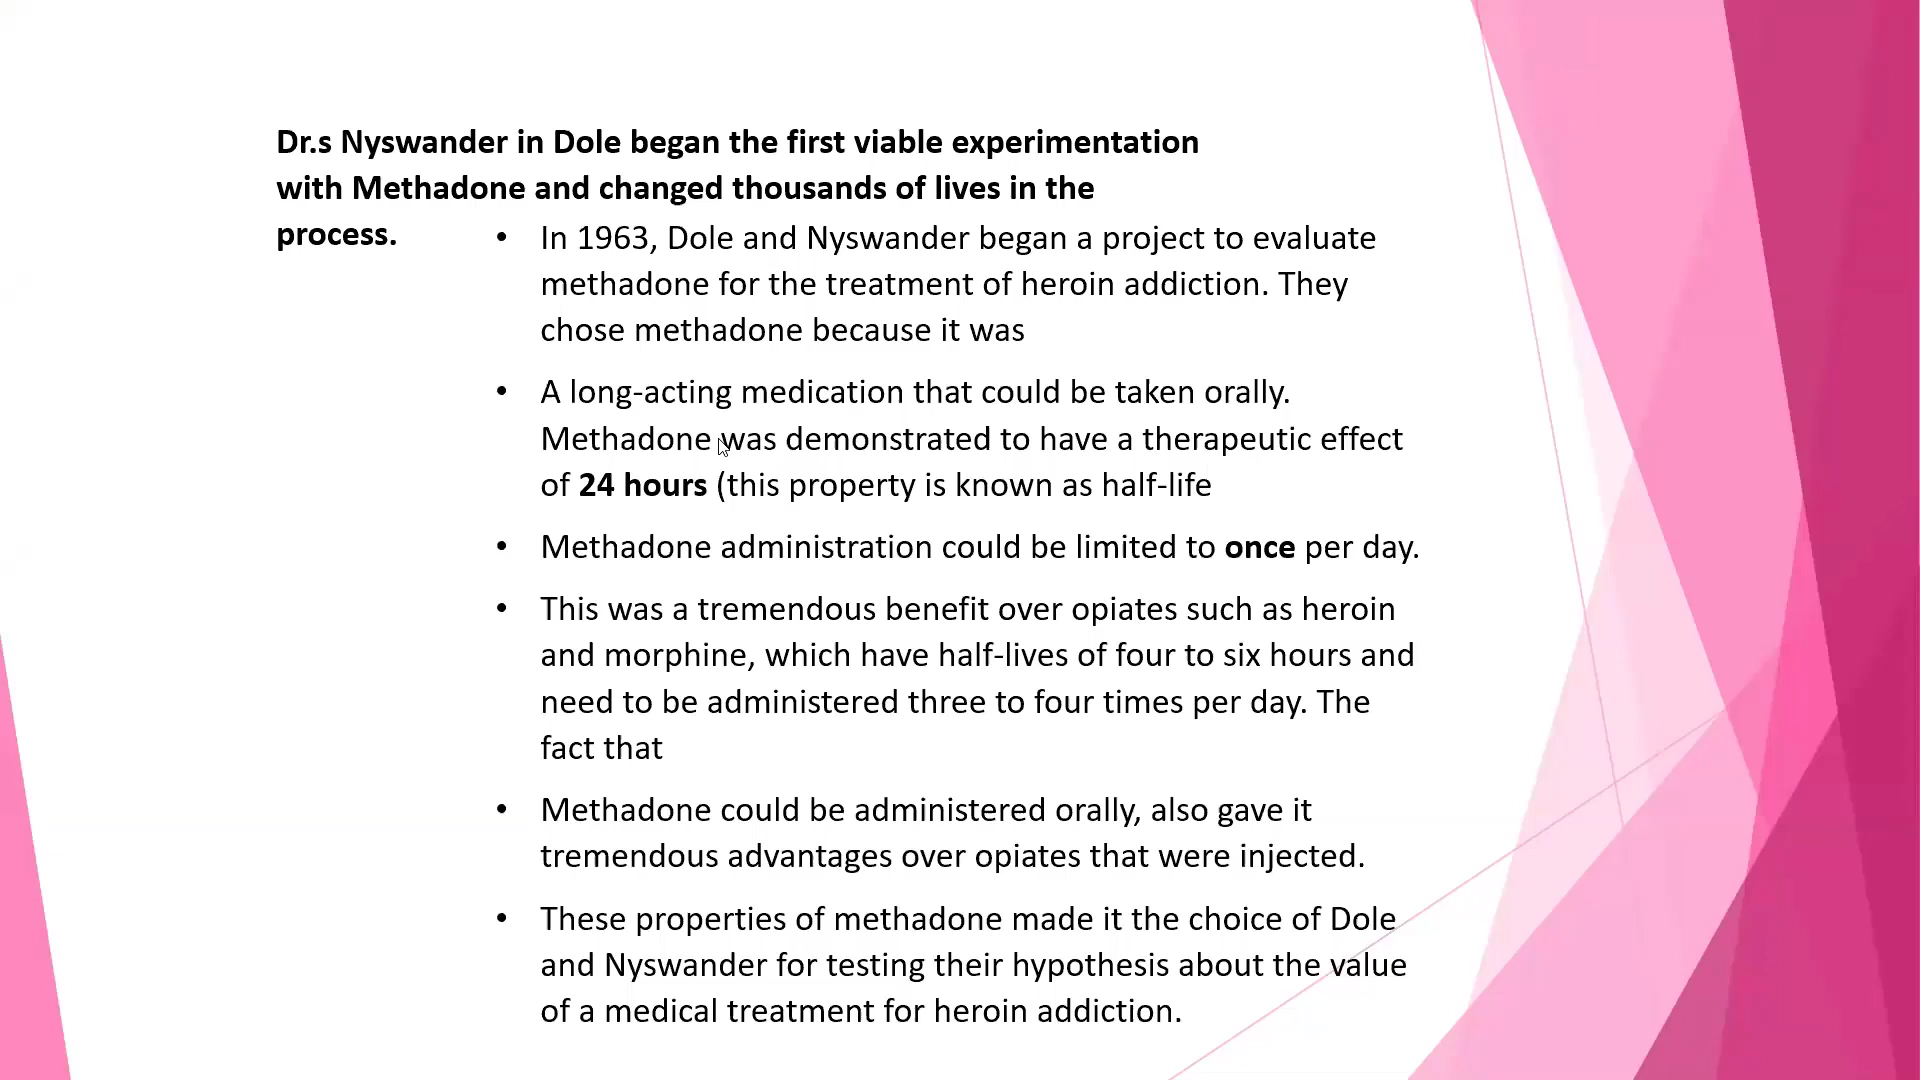 Dr.s Nyswander in Dole began the first viable experimentation
with Methadone and changed thousands of lives in the
process.
• In 1963, Dole and Nyswander began a project to evaluate
methadone for the treatment of heroin addiction. They
chose methadone because it was
• A long-acting medication that could be taken orally.
Methadone was demonstrated to have a therapeutic effect
of 24 hours (this property is known as half-life
• Methadone administration could be limited to once per day.
• This was a tremendous benefit over opiates such as heroin
and morphine, which have half-lives of four to six hours and
need to be administered three to four times per day. The
fact that
• Methadone could be administered orally, also gave it
tremendous advantages over opiates that were injected.
• These properties of methadone made it the choice of Dole
and Nyswander for testing their hypothesis about the value
of a medical treatment for heroin addiction.